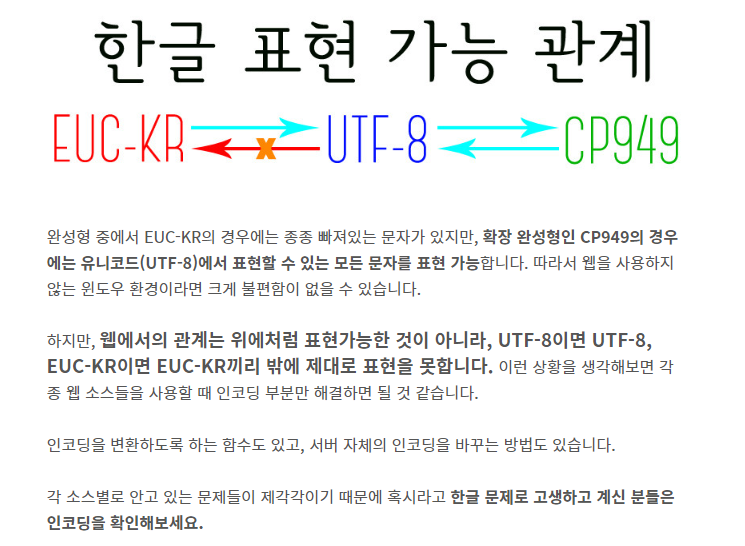 한글 표현 가능 관계
EUC-KR x UTF-8 CP949
완성형 중에서 EUC-KR의 경우에는 종종 빠져있는 문자가 있지만, 확장 완성형인 CP949의 경우
에는 유니코드(UTF-8)에서 표현할 수 있는 모든 문자를 표현 가능합니다. 따라서 웹을 사용하지
않는 윈도우 환경이라면 크게 불편함이 없을 수 있습니다.
하지만, 웹에서의 관계는 위에처럼 표현가능한 것이 아니라, UTF-8이면 UTF-8,
EUC-KR이면 EUC-KR끼리 밖에 제대로 표현을 못합니다. 이런 상황을 생각해보면 각
종 웹 소스들을 사용할 때 인코딩 부분만 해결하면 될 것 같습니다.
인코딩을 변환하도록 하는 함수도 있고, 서버 자체의 인코딩을 바꾸는 방법도 있습니다.
각 소스별로 안고 있는 문제들이 제각각이기 때문에 혹시라고 한글 문제로 고생하고 계신 분들은
인코딩을 확인해보세요.